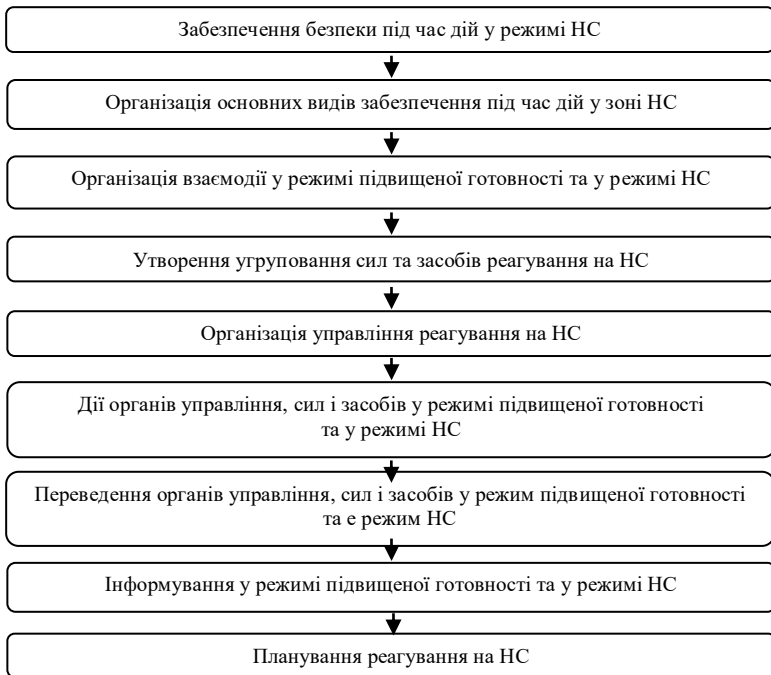 Забезпечення безпеки під час дій у режимі НС
Організація основних видів забезпечення під час дій у зоні НС
Організація взаємодії у режимі підвищеної готовності та у режимі НС
Утворення угруповання сил та засобів реагування на НС
Організація управління реагування на НС
Дії органів управління, сил і засобів у режимі підвищеної готовності
та у режимі НС
Переведення органів управління, сил і засобів у режим підвищеної готовності
та е режим НС
Інформування у режимі підвищеної готовності та у режимі НС
Планування реагування на НС